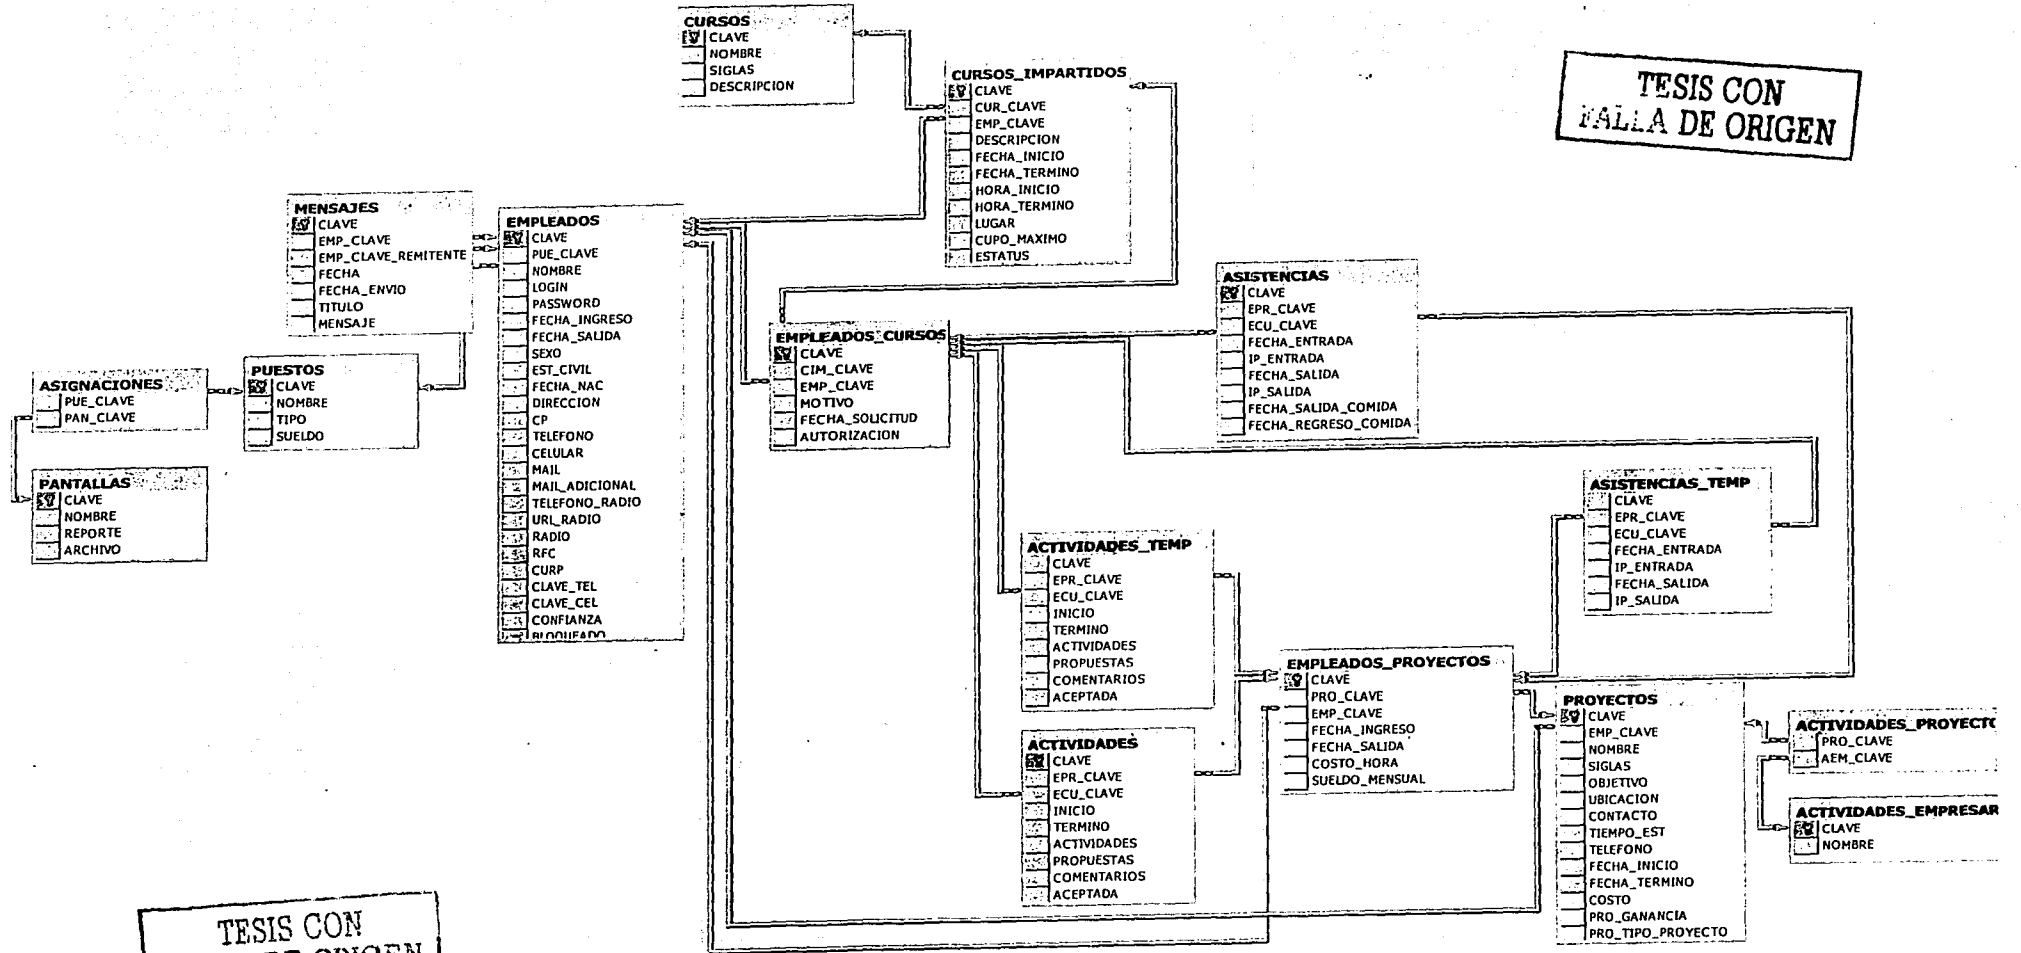 CURSOS
CLAVE
NOMBRE
SIGLAS
DESCRIPCION
CURSOS_IMPARTIDOS
CLAVE
CUR_CLAVE
EMP_CLAVE
DESCRIPCION
FECHA_INICIO
FECHA_TERMINO
HORA_INICIO
HORA_TERMINO
LUGAR
CUPO_MAXIMO
ESTATUS
TESIS CON
FALLA DE ORIGEN
MENSAJES
CLAVE
EMP_CLAVE
EMP_CLAVE_REMITENTE
FECHA
FECHA_ENVIO
TITULO
MENSAJE
EMPLEADOS
CLAVE
PUE_CLAVE
NOMBRE
LOGIN
PASSWORD
FECHA_INGRESO
FECHA_SALIDA
SEXO
EST_CIVIL
FECHA_NAC
DIRECCION
CP
TELEFONO
CELULAR
MAIL
MAIL_ADICIONAL
TELEFONO_RADIO
URL_RADIO
RADIO
RFC
CURP
CLAVE_TEL
CLAVE_CEL
CONFIANZA
BLOQUEADO
ASIGNACIONES
PUE_CLAVE
PAN_CLAVE
PUESTOS
CLAVE
NOMBRE
TIPO
SUELDO
PANTALLAS
CLAVE
NOMBRE
REPORTE
ARCHIVO
EMPLEADOS_CURSOS
CLAVE
CIM_CLAVE
EMP_CLAVE
MOTIVO
FECHA_SOLICITUD
AUTORIZACION
ASISTENCIAS
CLAVE
EPR_CLAVE
ECU_CLAVE
FECHA_ENTRADA
IP_ENTRADA
FECHA_SALIDA
IP_SALIDA
FECHA_SALIDA_COMIDA
FECHA_REGRESO_COMIDA
ASISTENCIAS_TEMP
CLAVE
EPR_CLAVE
ECU_CLAVE
FECHA_ENTRADA
IP_ENTRADA
FECHA_SALIDA
IP_SALIDA
ACTIVIDADES_TEMP
CLAVE
EPR_CLAVE
ECU_CLAVE
INICIO
TERMINO
ACTIVIDADES
PROPUESTAS
COMENTARIOS
ACEPTADA
ACTIVIDADES
CLAVE
EPR_CLAVE
ECU_CLAVE
INICIO
TERMINO
ACTIVIDADES
PROPUESTAS
COMENTARIOS
ACEPTADA
EMPLEADOS_PROYECTOS
CLAVE
PRO_CLAVE
EMP_CLAVE
FECHA_INGRESO
FECHA_SALIDA
COSTO_HORA
SUELDO_MENSUAL
PROYECTOS
CLAVE
EMP_CLAVE
NOMBRE
SIGLAS
OBJETIVO
UBICACION
CONTACTO
TIEMPO_EST
TELEFONO
FECHA_INICIO
FECHA_TERMINO
COSTO
PRO_GANANCIA
PRO_TIPO_PROYECTO
ACTIVIDADES_PROYECTO
PRO_CLAVE
AEM_CLAVE
ACTIVIDADES_EMPRESAR
CLAVE
NOMBRE
TESIS CON
DE ORIGEN